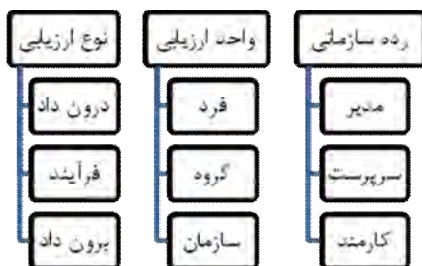 رده سازمانی
مدیر
سرپرست
کارمند
واحد ارزیابی
فرد
گروه
سازمان
نوع ارزیابی
درون داد
فرآیند
برون داد